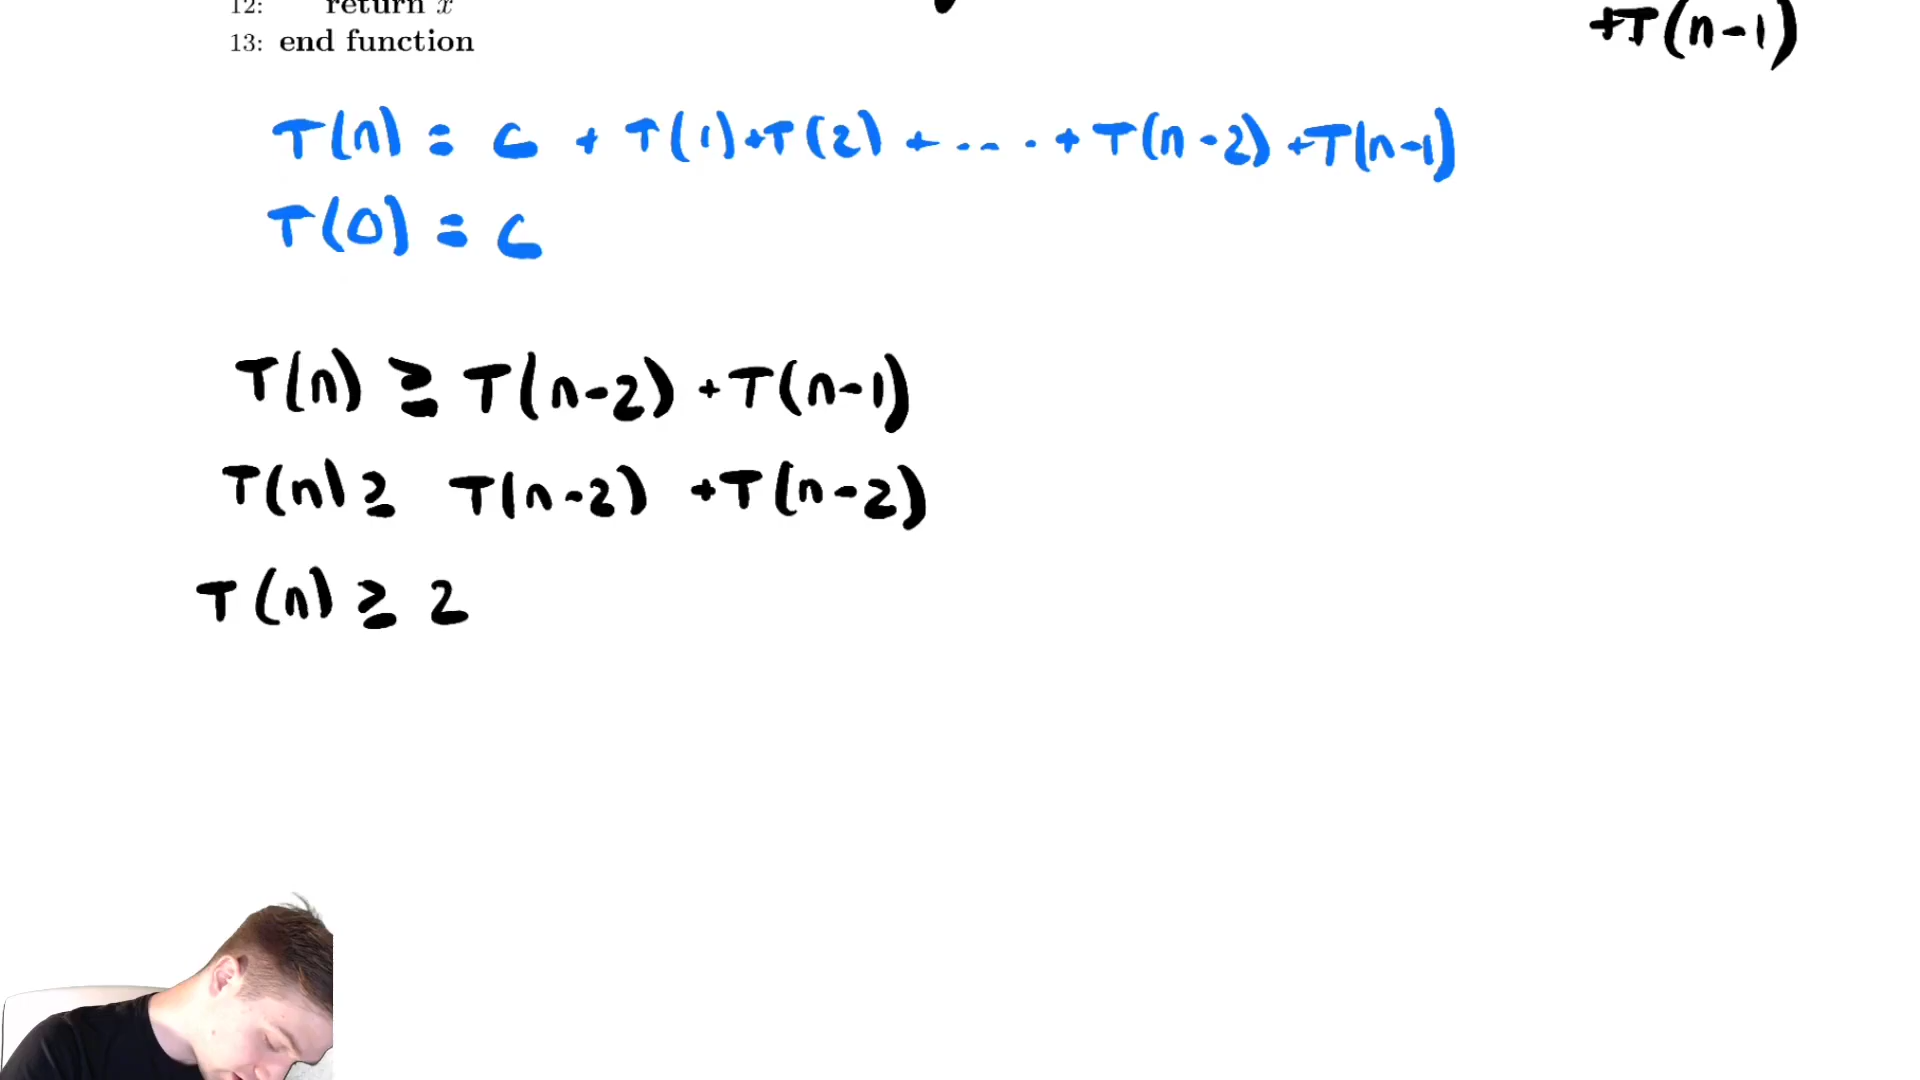 12: return x
+T(n-1)
13: end function
T(n) = c + T(1)+T(2) + .... + T(n-2) +T(n-1)
T(0) = c
T(n) ≥ T(n-2) +T(n-1)
T(n) ≥ T(n-2) +T(n-2)
T(n) ≥ 2